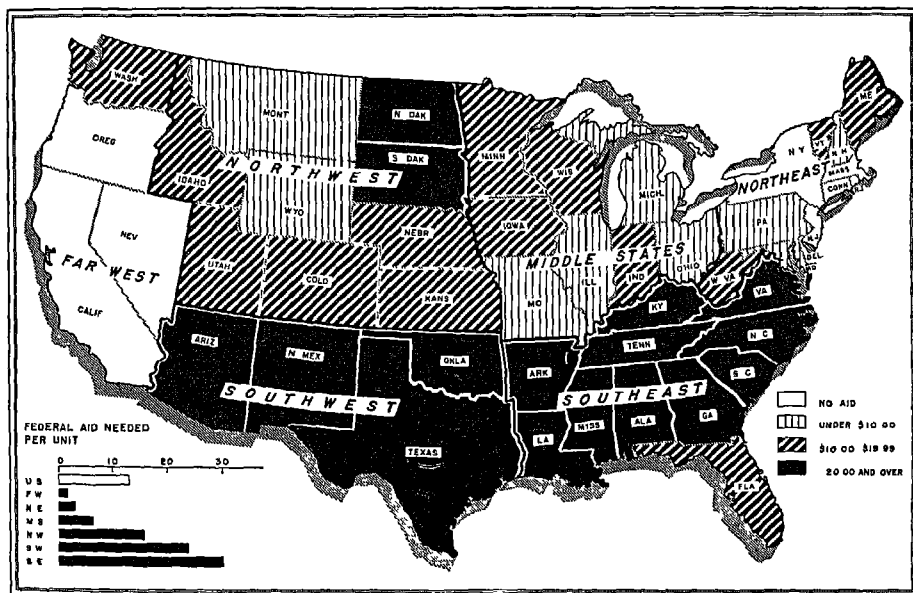 WASH
MONT
N DAK
ME
OREG
MINN
VT
N H
N Y
S DAK
WIS
MASS
NORTHWEST
NORTHEAST
CONN
IDAHO
MICH
WYO
IOWA
PA
NEV
NEBR
MIDDLE STATES
OHIO
DEL
FAR WEST
UTAH
COLO
ILL
IND
W VA
KANS
MO
VA
CALIF
KY
ARIZ
N MEX
OKLA
TENN
N C
ARK
S C
SOUTHWEST
SOUTHEAST
MISS
ALA
GA
LA
TEXAS
FLA
NO AID
UNDER $10 00
$10 00 $19 99
20 00 AND OVER
FEDERAL AID NEEDED
PER UNIT
0 10 20 30
U S
F W
N E
M S
N W
S W
S E